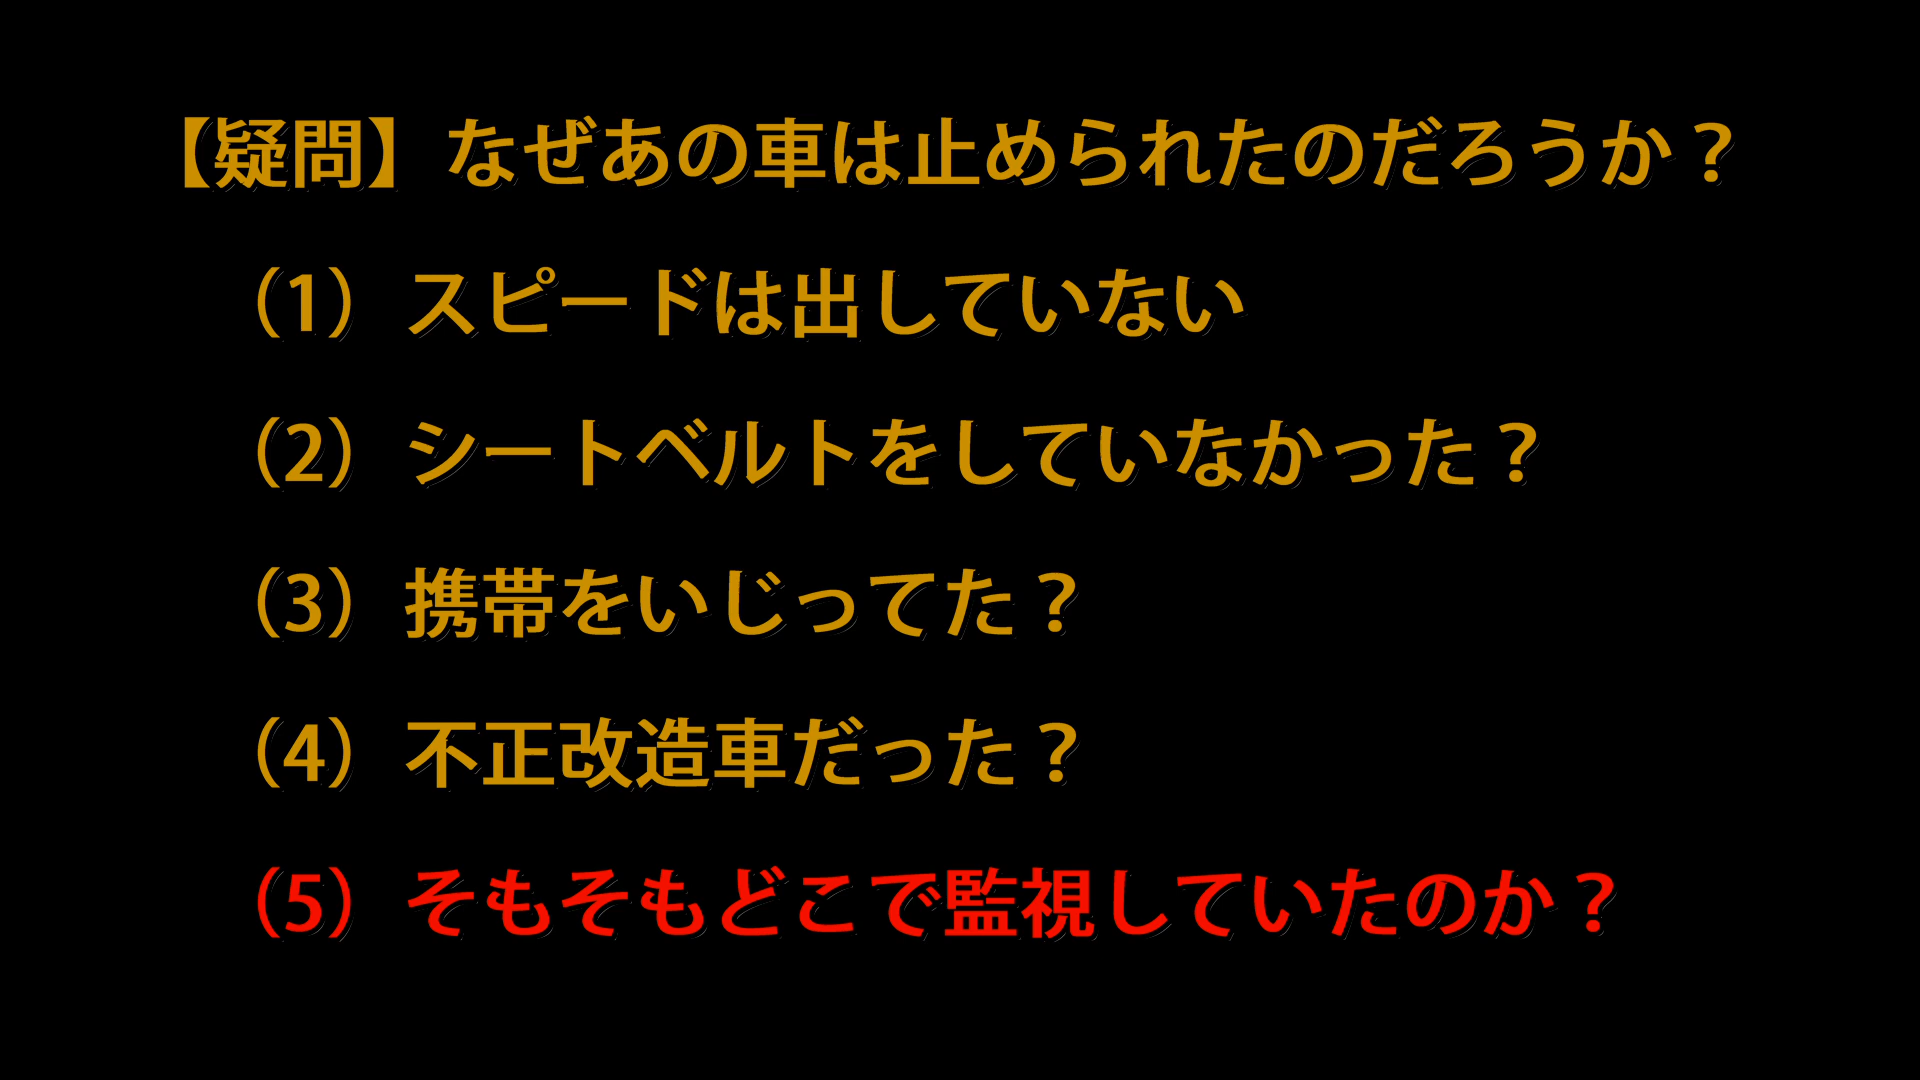 【疑問】なぜあの車は止められたのだろうか？
（1）スピードは出していない
（2）シートベルトをしていなかった？
（3）携帯をいじってた？
（4）不正改造車だった？
（5）そもそもどこで監視していたのか？